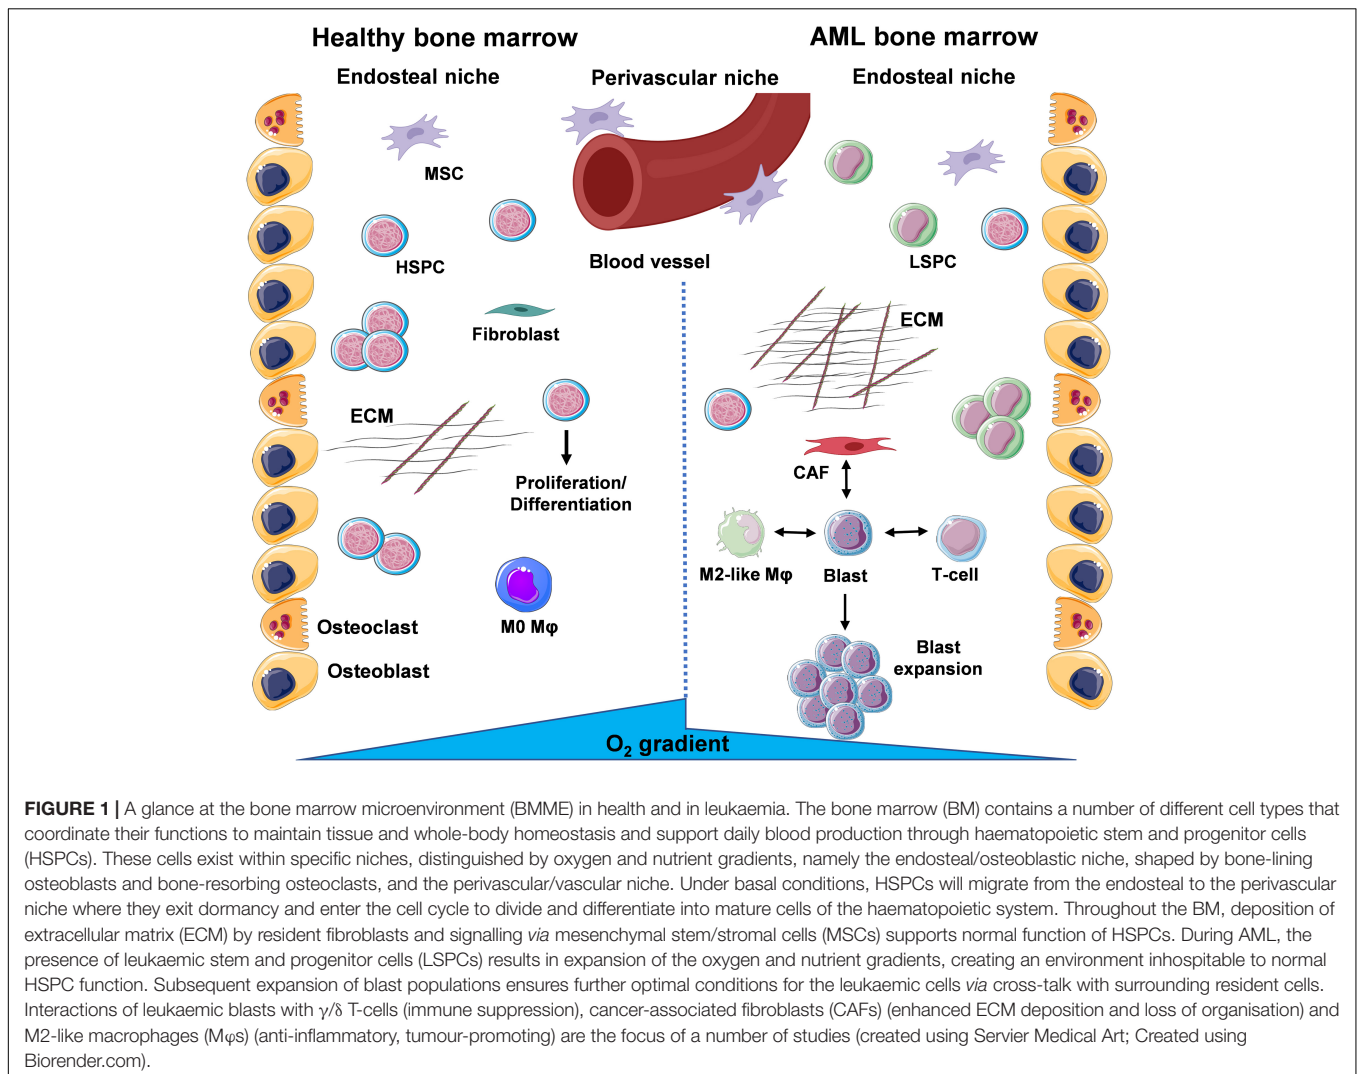 Healthy bone marrow
AML bone marrow
Endosteal niche
Perivascular niche
Endosteal niche
MSC
HSPC
Blood vessel
LSPC
Fibroblast
ECM
ECM
Proliferation/
Differentiation
CAF
M2-like Mφ
Blast
T-cell
M0 Mφ
Osteoclast
Osteoblast
Blast
expansion
O₂ gradient
FIGURE 1 | A glance at the bone marrow microenvironment (BMME) in health and in leukaemia. The bone marrow (BM) contains a number of different cell types that
coordinate their functions to maintain tissue and whole-body homeostasis and support daily blood production through haematopoietic stem and progenitor cells
(HSPCs). These cells exist within specific niches, distinguished by oxygen and nutrient gradients, namely the endosteal/osteoblastic niche, shaped by bone-lining
osteoblasts and bone-resorbing osteoclasts, and the perivascular/vascular niche. Under basal conditions, HSPCs will migrate from the endosteal to the perivascular
niche where they exit dormancy and enter the cell cycle to divide and differentiate into mature cells of the haematopoietic system. Throughout the BM, deposition of
extracellular matrix (ECM) by resident fibroblasts and signalling via mesenchymal stem/stromal cells (MSCs) supports normal function of HSPCs. During AML, the
presence of leukaemic stem and progenitor cells (LSPCs) results in expansion of the oxygen and nutrient gradients, creating an environment inhospitable to normal
HSPC function. Subsequent expansion of blast populations ensures further optimal conditions for the leukaemic cells via cross-talk with surrounding resident cells.
Interactions of leukaemic blasts with γ/δ T-cells (immune suppression), cancer-associated fibroblasts (CAFs) (enhanced ECM deposition and loss of organisation) and
M2-like macrophages (Mφs) (anti-inflammatory, tumour-promoting) are the focus of a number of studies (created using Servier Medical Art; Created using
Biorender.com).